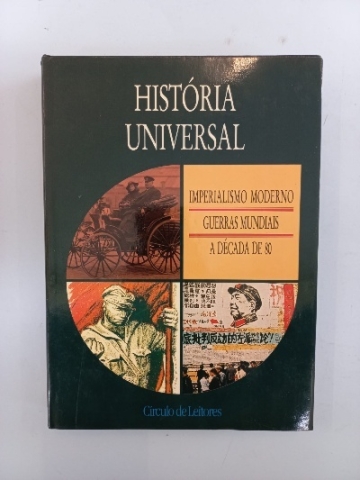 HISTÓRIA
UNIVERSAL
IMPERIALISMO MODERNO
GUERRAS MUNDIAIS
A DÉCADA DE 80
Círculo de Leitores